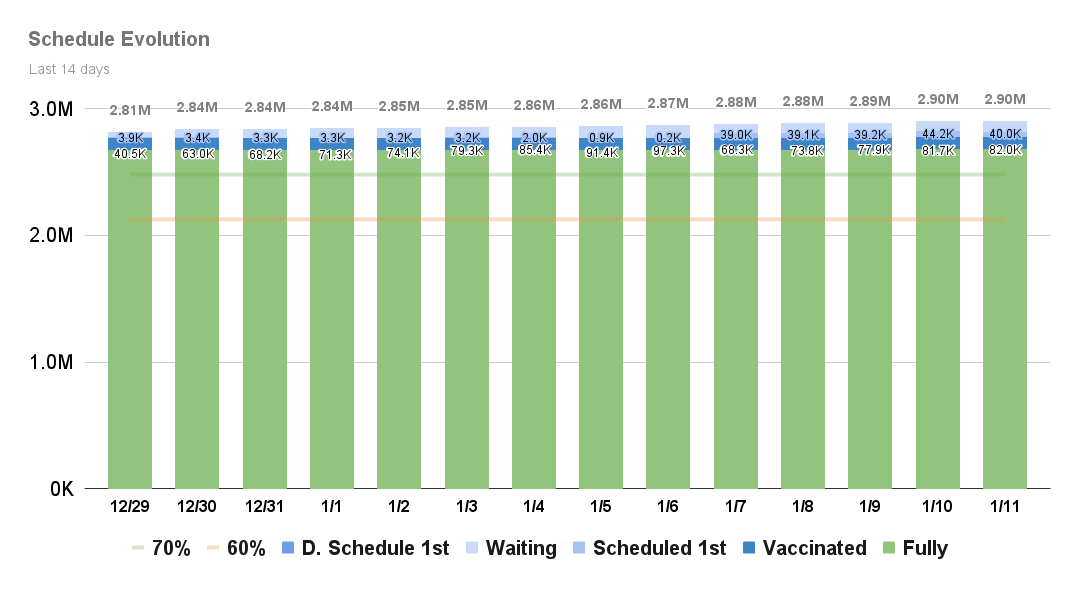 Schedule Evolution
Last 14 days
2.81M 2.84M 2.84M 2.84M 2.85M 2.85M 2.86M 2.86M 2.87M 2.88M 2.88M 2.89M 2.90M 2.90M
3.0M
3.9K 3.4K 3.3K 3.3K 3.2K 3.2K 2.0K 0.9K 0.2K 39.0K 39.1K 39.2K 44.2K 40.0K
40.5K 63.0K 68.2K 71.3K 74.1K 79.3K 85.4K 91.4K 97.3K 68.3K 73.8K 77.9K 81.7K 82.0K
2.0M
1.0M
0K
12/29 12/30 12/31 1/1 1/2 1/3 1/4 1/5 1/6 1/7 1/8 1/9 1/10 1/11
70% 60% D. Schedule 1st Waiting Scheduled 1st Vaccinated Fully